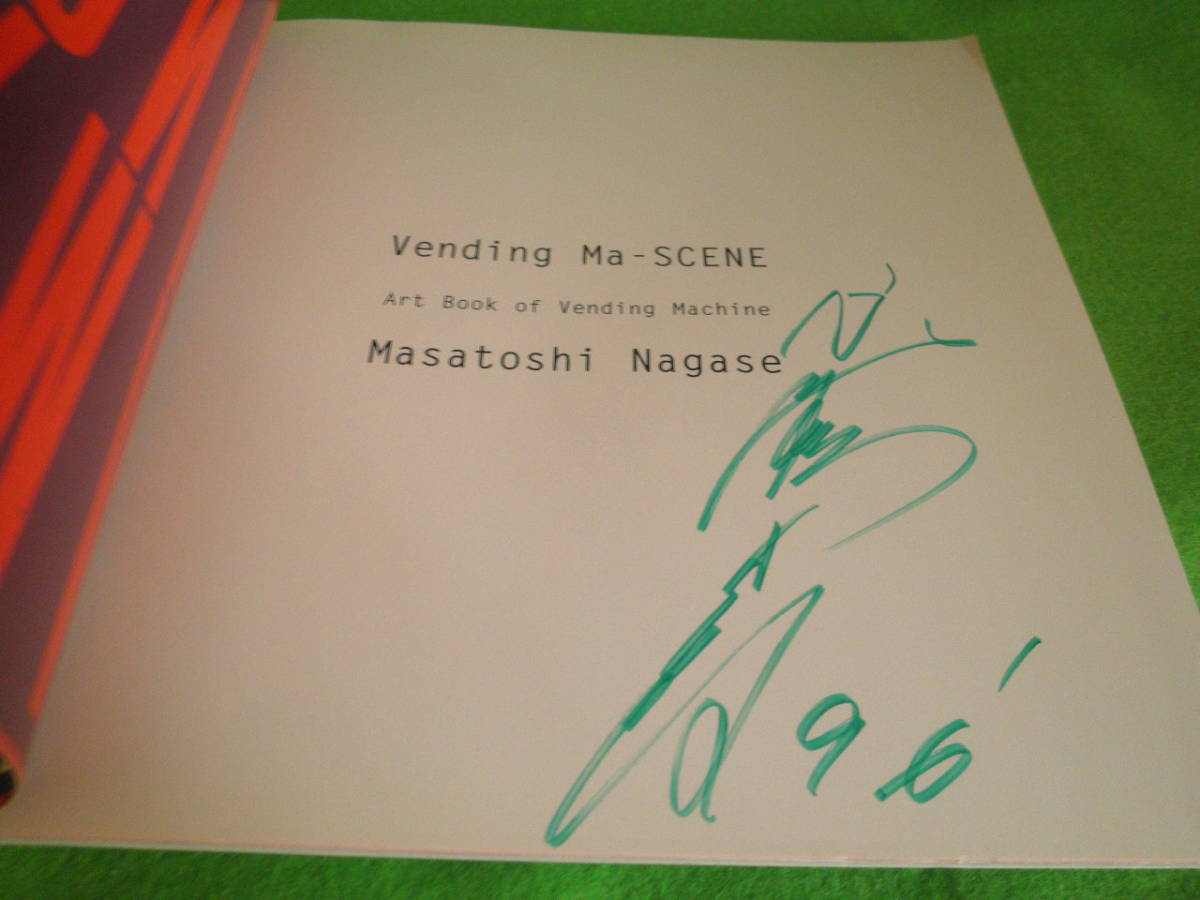 Vending Ma-SCENE
Art Book of Vending Machine
Masatoshi Nagase
96'